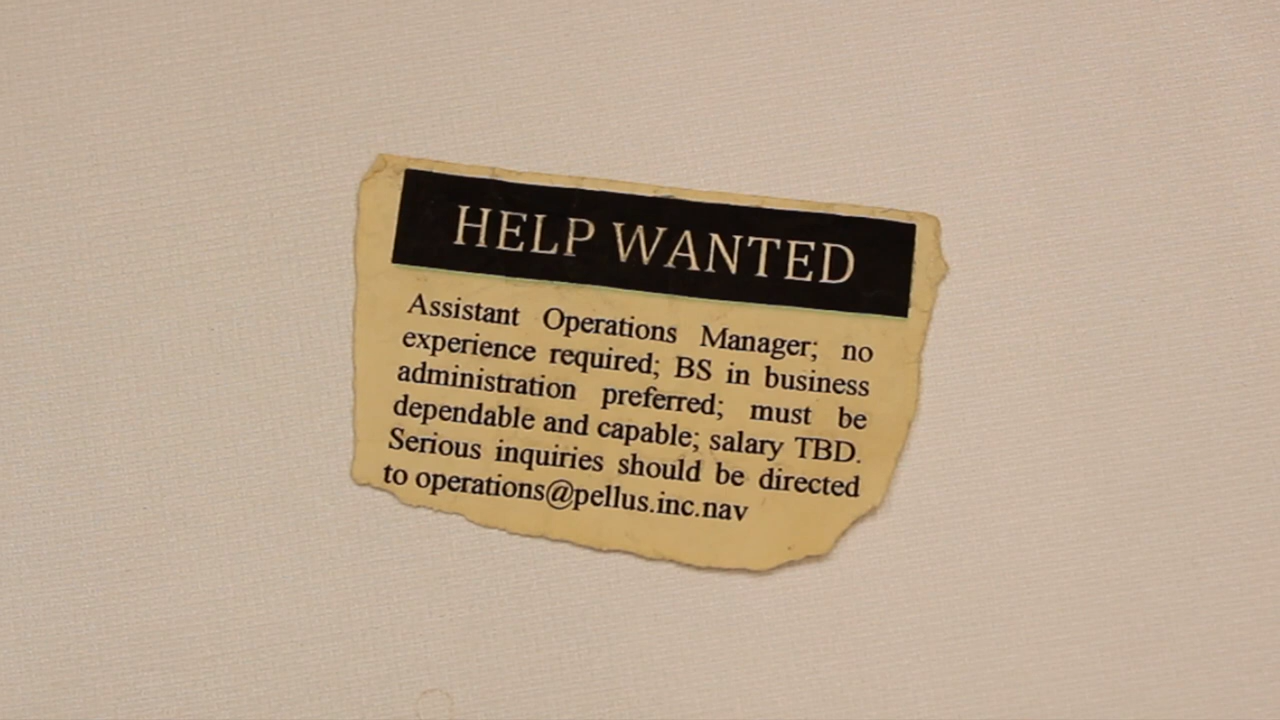 HELP WANTED
Assistant Operations Manager; no
experience required; BS in business
administration preferred; must be
dependable and capable; salary TBD.
Serious inquiries should be directed
to operations@pellus.inc.nav